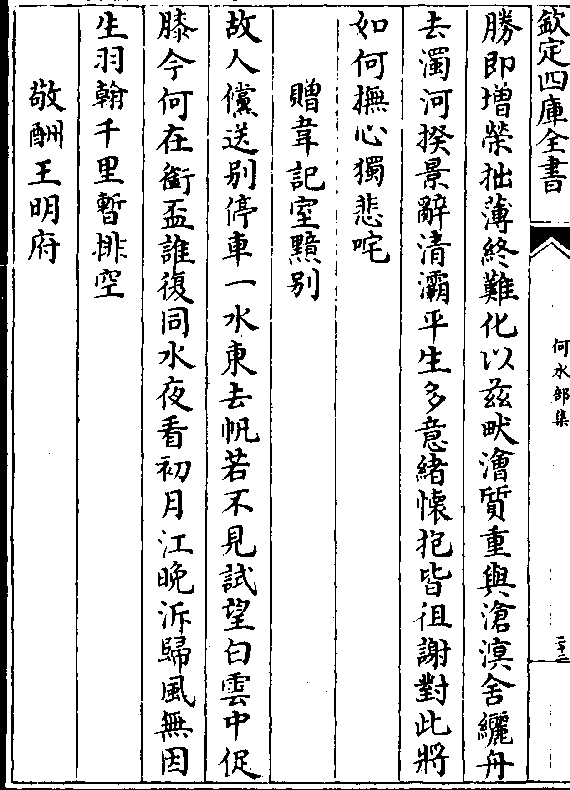 欽定四庫全書
何水部集
二十二
勝即增榮拙薄終難化以茲畎澮質重與滄溟舍纚舟
去濁河揆景辭清灞平生多意緒懷抱皆徂謝對此將
如何撫心獨悲咤
贈韋記室黯别
故人儻送别停車一水東去帆若不見試望白雲中促
膝今何在銜盃誰復同水夜看初月江晚泝歸風無因
生羽翰千里暫排空
敬酬王明府